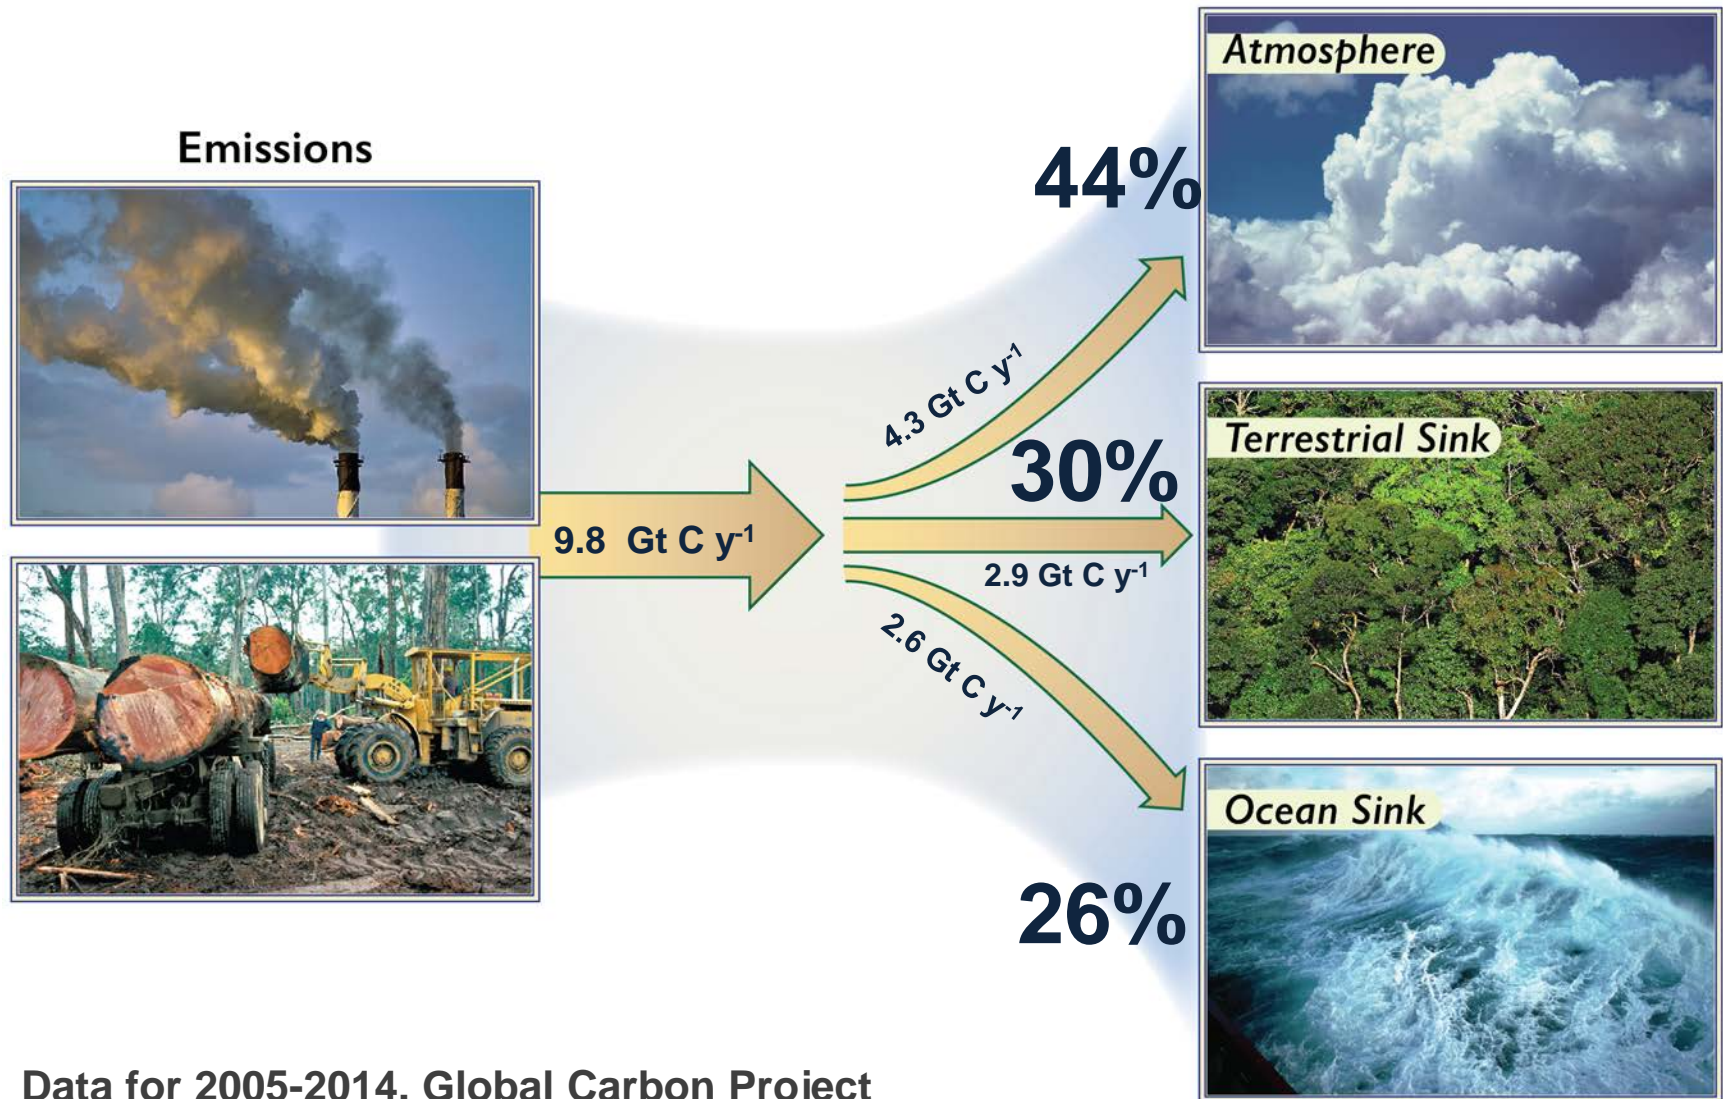 Emissions
9.8 Gt C y-1
44%
4.3 Gt C y-1
Atmosphere
30%
2.9 Gt C y-1
Terrestrial Sink
2.6 Gt C y-1
26%
Ocean Sink
Data for 2005-2014, Global Carbon Project